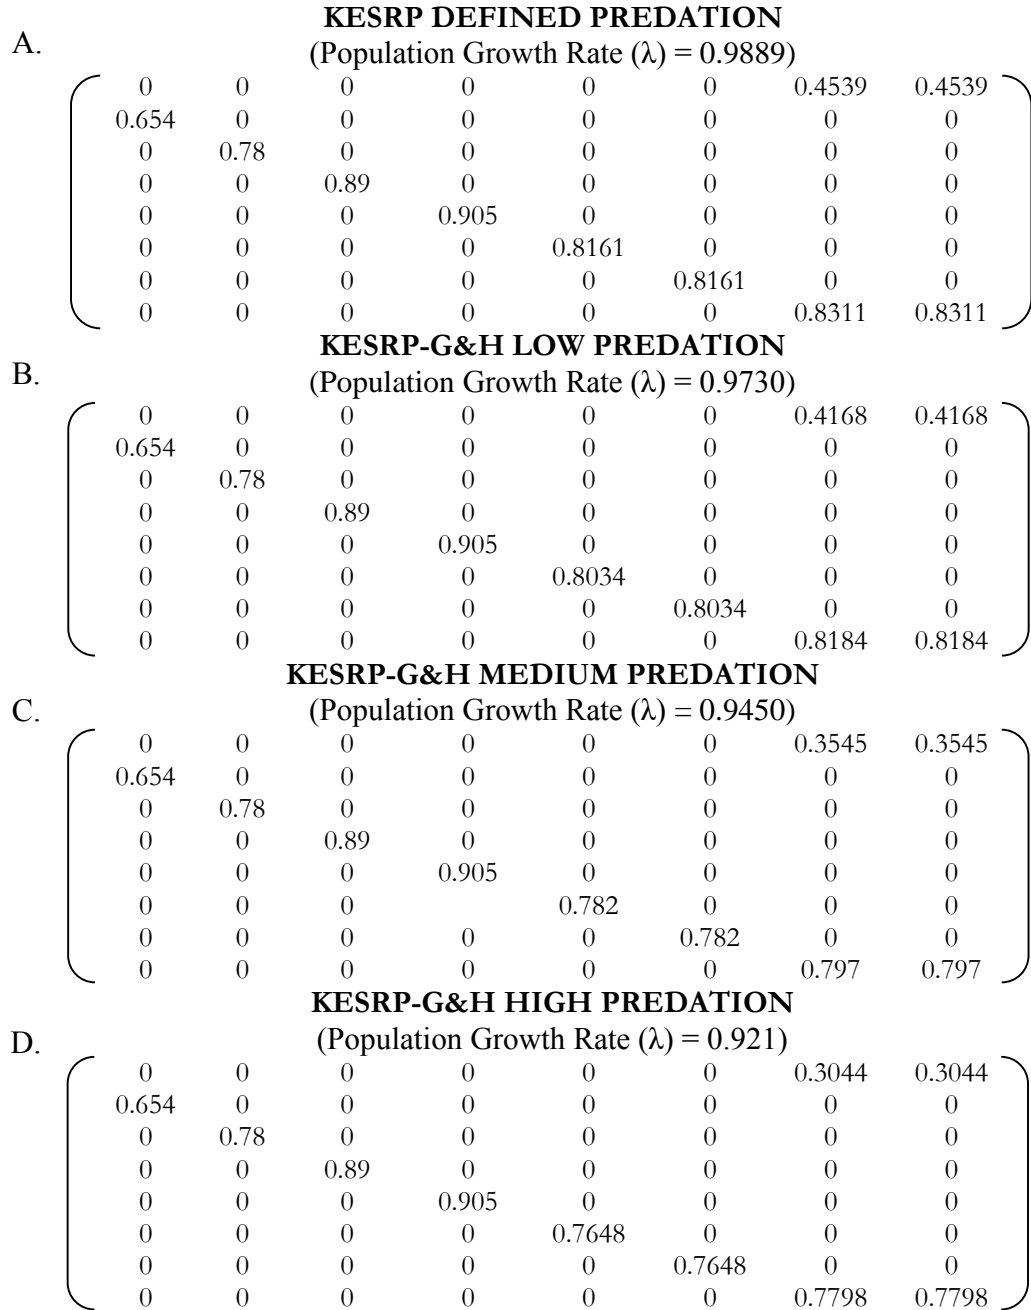 KESRP DEFINED PREDATION
A.
(Population Growth Rate (λ) = 0.9889)
0 0 0 0 0 0 0.4539 0.4539
0.654 0 0 0 0 0 0 0
0 0.78 0 0 0 0 0 0
0 0 0.89 0 0 0 0 0
0 0 0 0.905 0 0 0 0
0 0 0 0 0.8161 0 0 0
0 0 0 0 0 0.8161 0 0
0 0 0 0 0 0 0.8311 0.8311
KESRP-G&H LOW PREDATION
B.
(Population Growth Rate (λ) = 0.9730)
0 0 0 0 0 0 0.4168 0.4168
0.654 0 0 0 0 0 0 0
0 0.78 0 0 0 0 0 0
0 0 0.89 0 0 0 0 0
0 0 0 0.905 0 0 0 0
0 0 0 0 0.8034 0 0 0
0 0 0 0 0 0.8034 0 0
0 0 0 0 0 0 0.8184 0.8184
KESRP-G&H MEDIUM PREDATION
C.
(Population Growth Rate (λ) = 0.9450)
0 0 0 0 0 0 0.3545 0.3545
0.654 0 0 0 0 0 0 0
0 0.78 0 0 0 0 0 0
0 0 0.89 0 0 0 0 0
0 0 0 0.905 0 0 0 0
0 0 0 0.782 0 0 0
0 0 0 0 0 0.782 0 0
0 0 0 0 0 0 0.797 0.797
KESRP-G&H HIGH PREDATION
D.
(Population Growth Rate (λ) = 0.921)
0 0 0 0 0 0 0.3044 0.3044
0.654 0 0 0 0 0 0 0
0 0.78 0 0 0 0 0 0
0 0 0.89 0 0 0 0 0
0 0 0 0.905 0 0 0 0
0 0 0 0 0.7648 0 0 0
0 0 0 0 0 0.7648 0 0
0 0 0 0 0 0 0.7798 0.7798